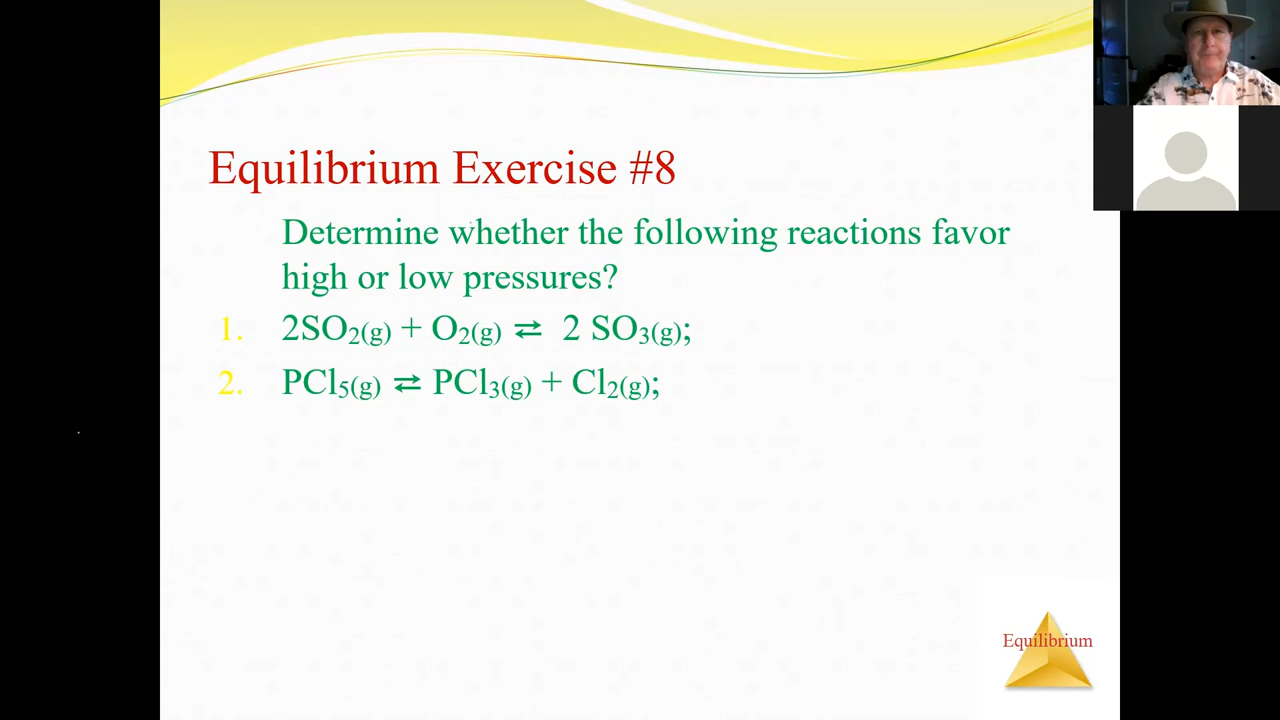 Equilibrium Exercise #8
Determine whether the following reactions favor
high or low pressures?
1. 2SO₂(g) + O₂(g) ⇄ 2 SO₃(g);
2. PCl₅(g) ⇄ PCl₃(g) + Cl₂(g);
Equilibrium